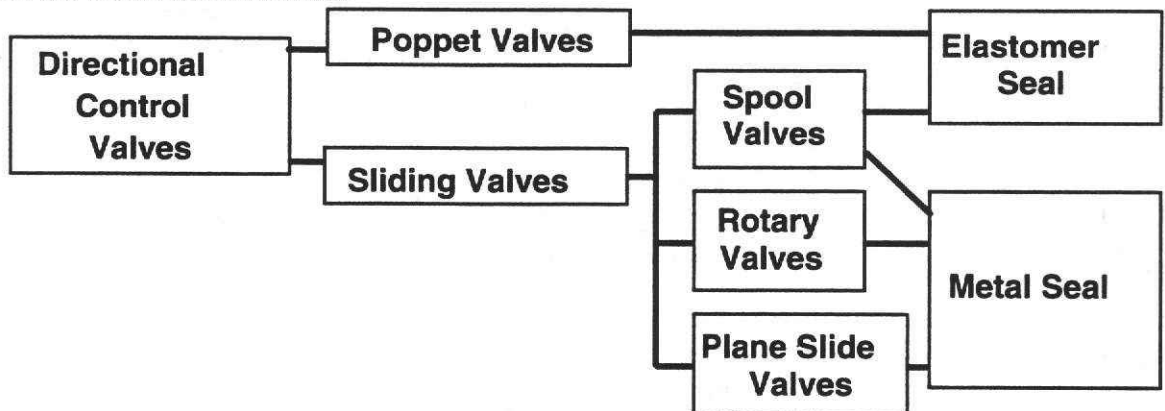 Directional
Control
Valves
Poppet Valves
Sliding Valves
Spool
Valves
Rotary
Valves
Plane Slide
Valves
Elastomer
Seal
Metal Seal